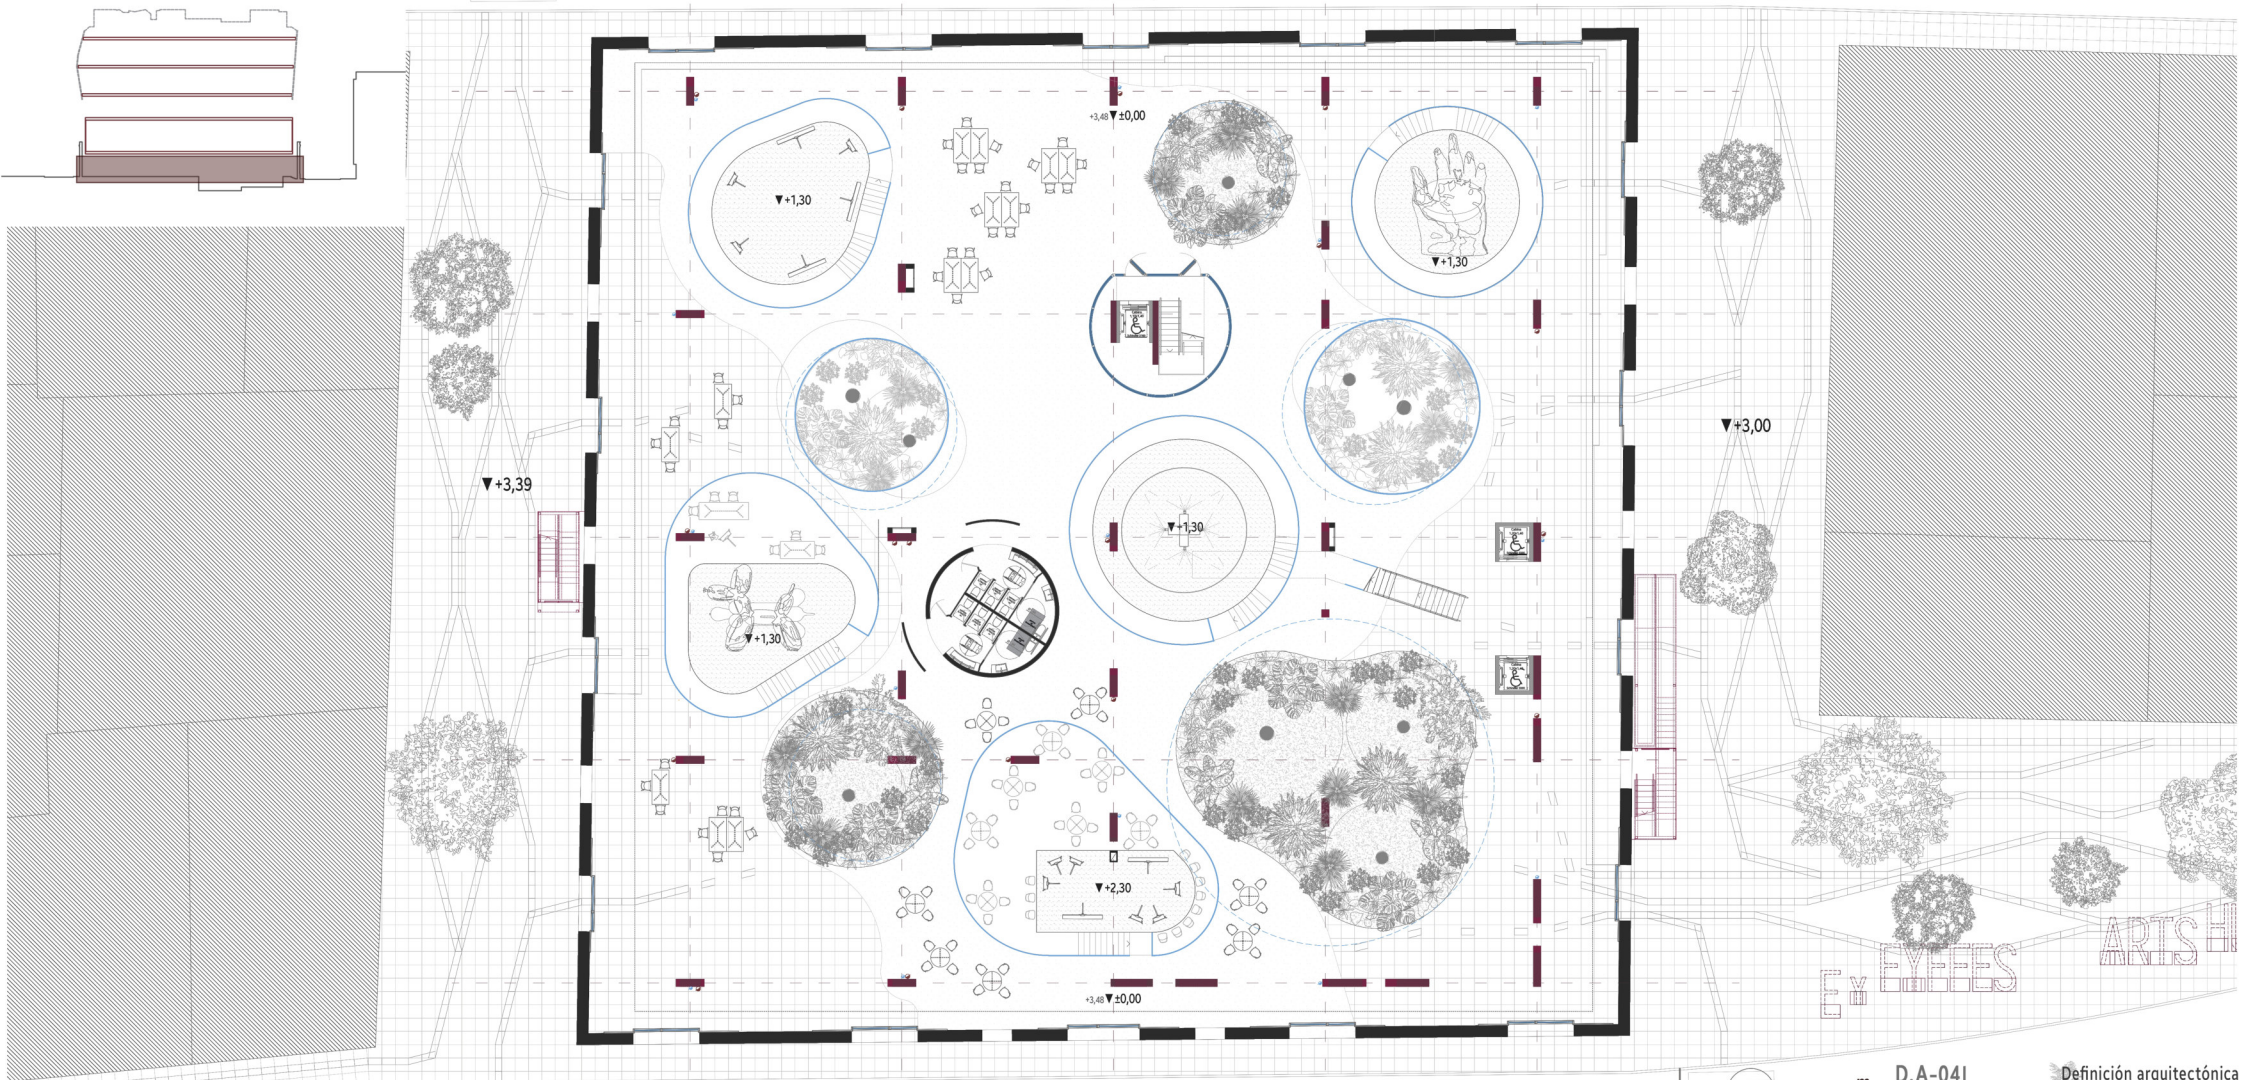 +3,48 ▼±0,00
▼+1,30
▼+1,30
▼+3,00
▼+3,39
▼+1,30
▼+1,30
▼+2,30
ARTS
E
Y
+3,48 ▼±0,00
D.A-04
Definición arquitectónica